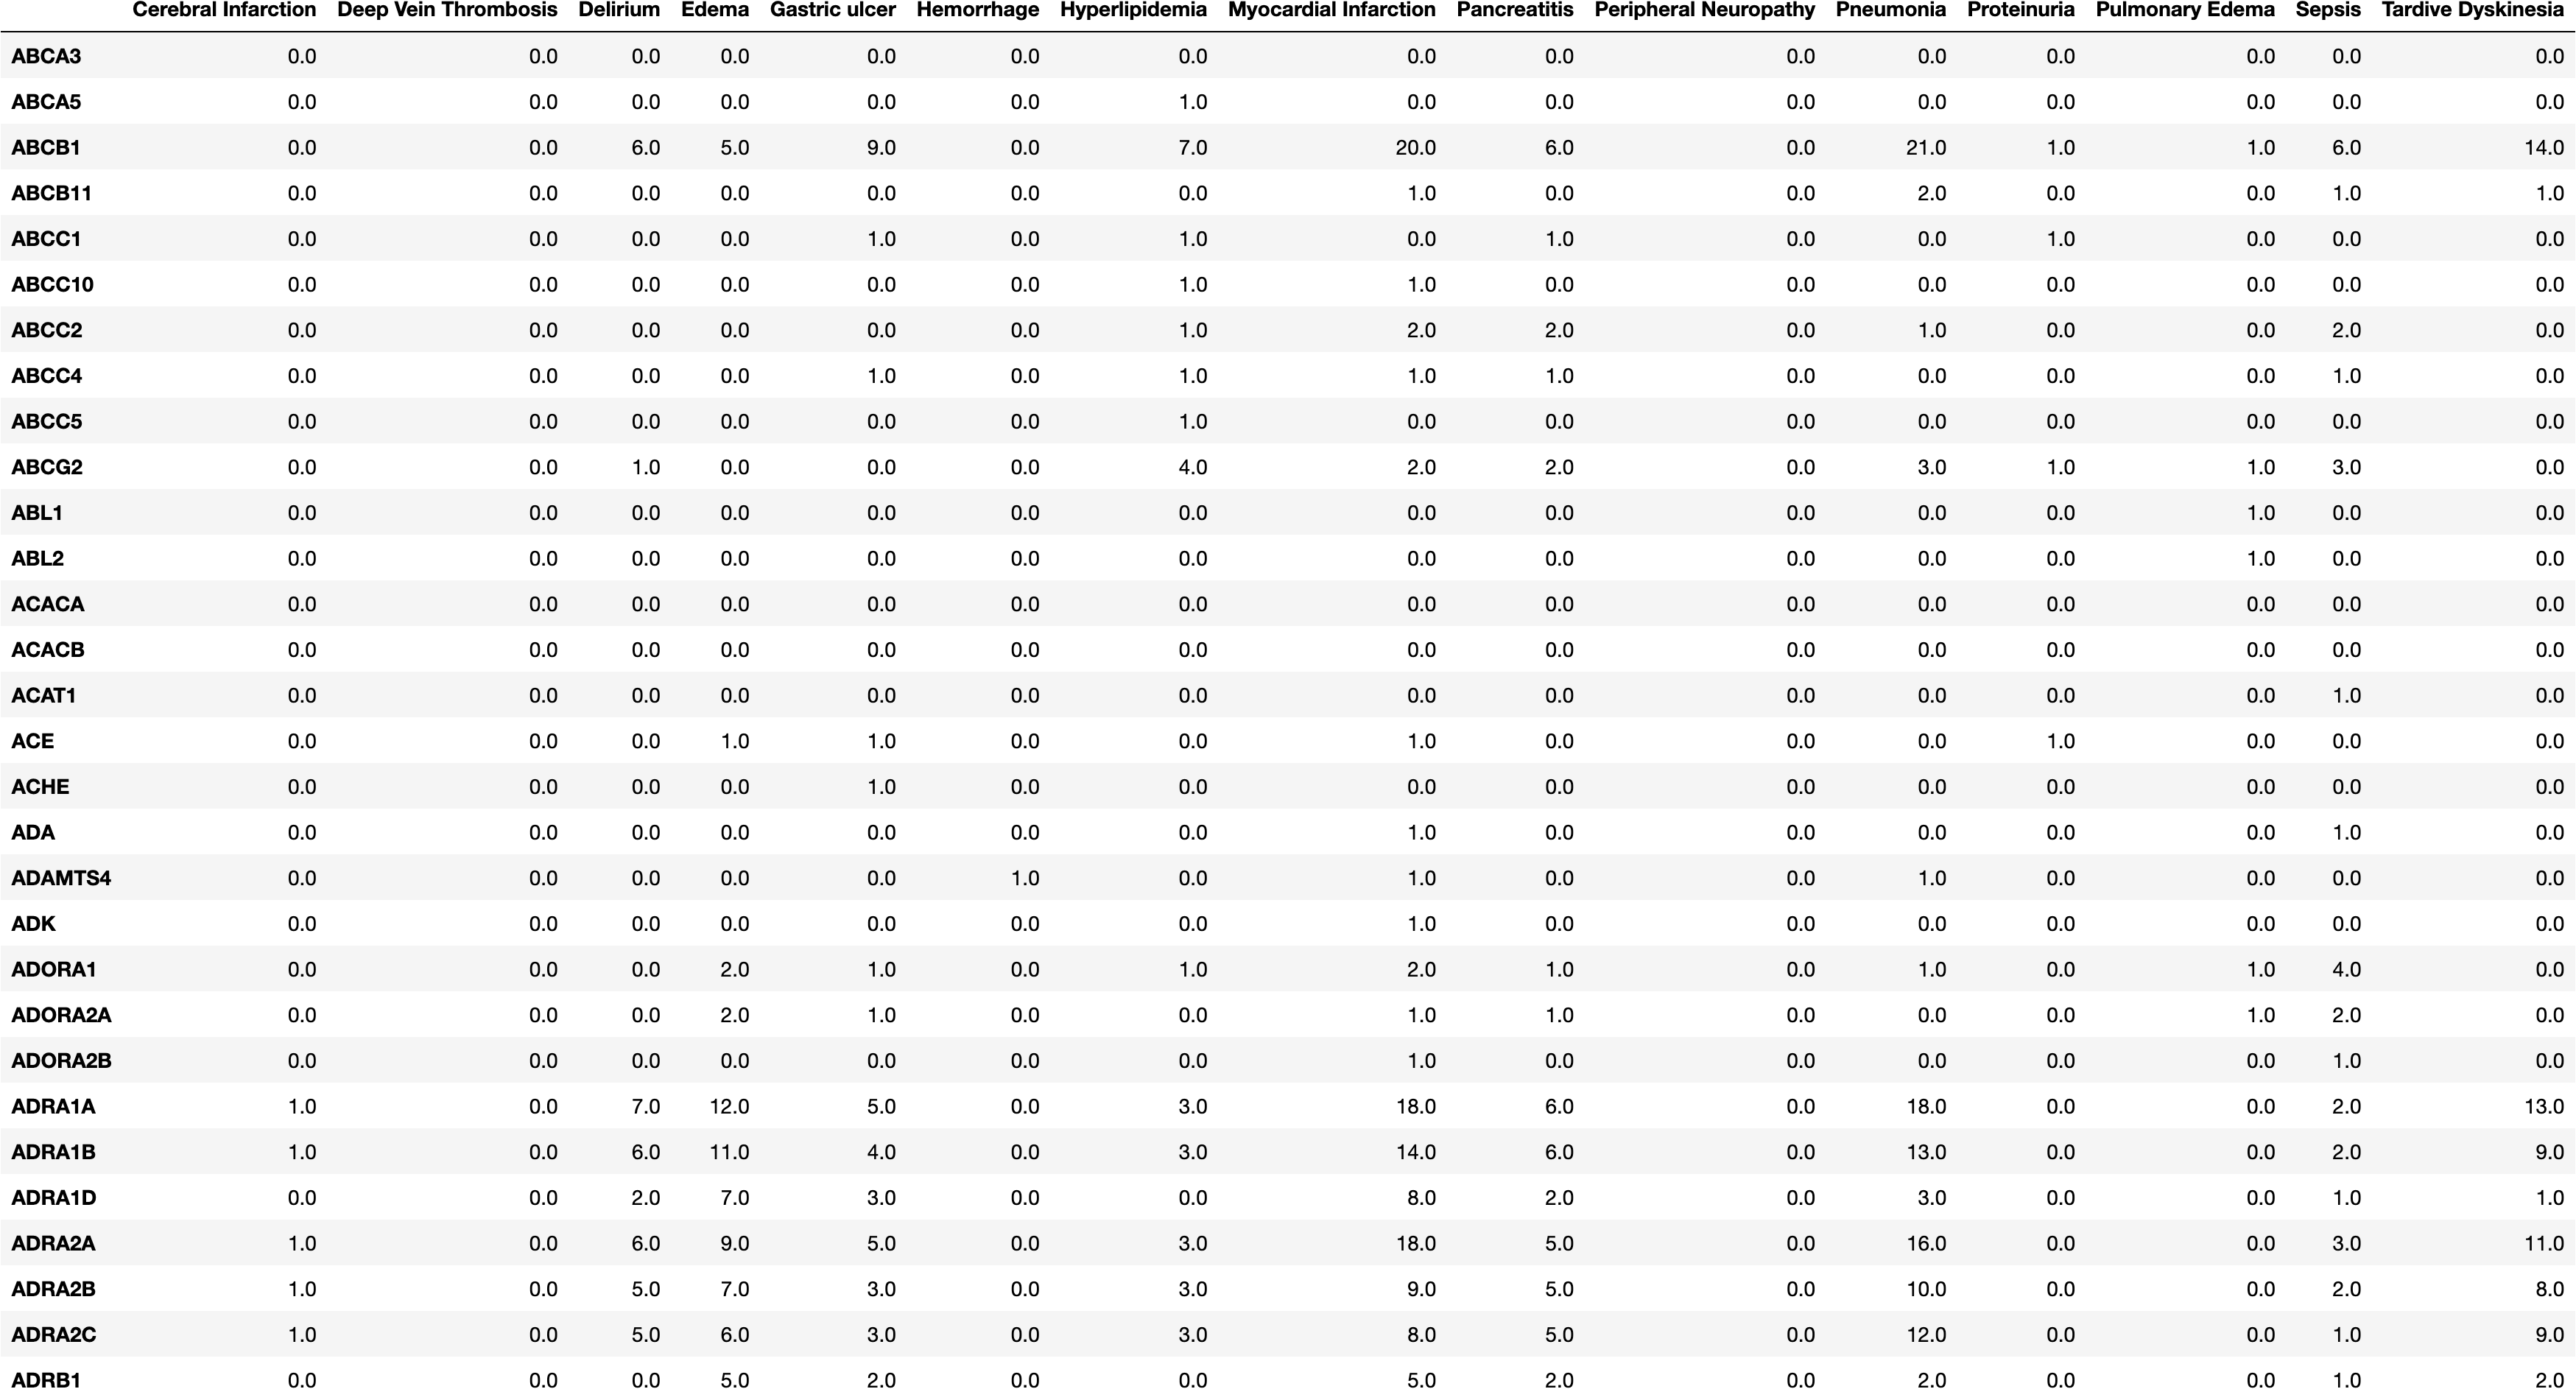 Cerebral Infarction Deep Vein Thrombosis Delirium Edema Gastric ulcer Hemorrhage Hyperlipidemia Myocardial Infarction Pancreatitis Peripheral Neuropathy Pneumonia Proteinuria Pulmonary Edema Sepsis Tardive Dyskinesia
ABCA3 0.0 0.0 0.0 0.0 0.0 0.0 0.0 0.0 0.0 0.0 0.0 0.0 0.0 0.0 0.0
ABCA5 0.0 0.0 0.0 0.0 0.0 0.0 1.0 0.0 0.0 0.0 0.0 0.0 0.0 0.0 0.0
ABCB1 0.0 0.0 6.0 5.0 9.0 0.0 7.0 20.0 6.0 0.0 21.0 1.0 1.0 6.0 14.0
ABCB11 0.0 0.0 0.0 0.0 0.0 0.0 0.0 1.0 0.0 0.0 2.0 0.0 0.0 1.0 1.0
ABCC1 0.0 0.0 0.0 0.0 1.0 0.0 1.0 0.0 1.0 0.0 0.0 1.0 0.0 0.0 0.0
ABCC10 0.0 0.0 0.0 0.0 0.0 0.0 1.0 1.0 0.0 0.0 0.0 0.0 0.0 0.0 0.0
ABCC2 0.0 0.0 0.0 0.0 0.0 0.0 1.0 2.0 2.0 0.0 1.0 0.0 0.0 2.0 0.0
ABCC4 0.0 0.0 0.0 0.0 1.0 0.0 1.0 1.0 1.0 0.0 0.0 0.0 0.0 1.0 0.0
ABCC5 0.0 0.0 0.0 0.0 0.0 0.0 1.0 0.0 0.0 0.0 0.0 0.0 0.0 0.0 0.0
ABCG2 0.0 0.0 1.0 0.0 0.0 0.0 4.0 2.0 2.0 0.0 3.0 1.0 1.0 3.0 0.0
ABL1 0.0 0.0 0.0 0.0 0.0 0.0 0.0 0.0 0.0 0.0 0.0 0.0 1.0 0.0 0.0
ABL2 0.0 0.0 0.0 0.0 0.0 0.0 0.0 0.0 0.0 0.0 0.0 0.0 1.0 0.0 0.0
ACACA 0.0 0.0 0.0 0.0 0.0 0.0 0.0 0.0 0.0 0.0 0.0 0.0 0.0 0.0 0.0
ACACB 0.0 0.0 0.0 0.0 0.0 0.0 0.0 0.0 0.0 0.0 0.0 0.0 0.0 0.0 0.0
ACAT1 0.0 0.0 0.0 0.0 0.0 0.0 0.0 0.0 0.0 0.0 0.0 0.0 0.0 1.0 0.0
ACE 0.0 0.0 0.0 1.0 1.0 0.0 0.0 1.0 0.0 0.0 0.0 1.0 0.0 0.0 0.0
ACHE 0.0 0.0 0.0 0.0 1.0 0.0 0.0 0.0 0.0 0.0 0.0 0.0 0.0 0.0 0.0
ADA 0.0 0.0 0.0 0.0 0.0 0.0 0.0 1.0 0.0 0.0 0.0 0.0 0.0 1.0 0.0
ADAMTS4 0.0 0.0 0.0 0.0 0.0 1.0 0.0 1.0 0.0 0.0 1.0 0.0 0.0 0.0 0.0
ADK 0.0 0.0 0.0 0.0 0.0 0.0 0.0 1.0 0.0 0.0 0.0 0.0 0.0 0.0 0.0
ADORA1 0.0 0.0 0.0 2.0 1.0 0.0 1.0 2.0 1.0 0.0 1.0 0.0 1.0 4.0 0.0
ADORA2A 0.0 0.0 0.0 2.0 1.0 0.0 0.0 1.0 1.0 0.0 0.0 0.0 1.0 2.0 0.0
ADORA2B 0.0 0.0 0.0 0.0 0.0 0.0 0.0 1.0 0.0 0.0 0.0 0.0 0.0 1.0 0.0
ADRA1A 1.0 0.0 7.0 12.0 5.0 0.0 3.0 18.0 6.0 0.0 18.0 0.0 0.0 2.0 13.0
ADRA1B 1.0 0.0 6.0 11.0 4.0 0.0 3.0 14.0 6.0 0.0 13.0 0.0 0.0 2.0 9.0
ADRA1D 0.0 0.0 2.0 7.0 3.0 0.0 0.0 8.0 2.0 0.0 3.0 0.0 0.0 1.0 1.0
ADRA2A 1.0 0.0 6.0 9.0 5.0 0.0 3.0 18.0 5.0 0.0 16.0 0.0 0.0 3.0 11.0
ADRA2B 1.0 0.0 5.0 7.0 3.0 0.0 3.0 9.0 5.0 0.0 10.0 0.0 0.0 2.0 8.0
ADRA2C 1.0 0.0 5.0 6.0 3.0 0.0 3.0 8.0 5.0 0.0 12.0 0.0 0.0 1.0 9.0
ADRB1 0.0 0.0 0.0 5.0 2.0 0.0 0.0 5.0 2.0 0.0 2.0 0.0 0.0 1.0 2.0